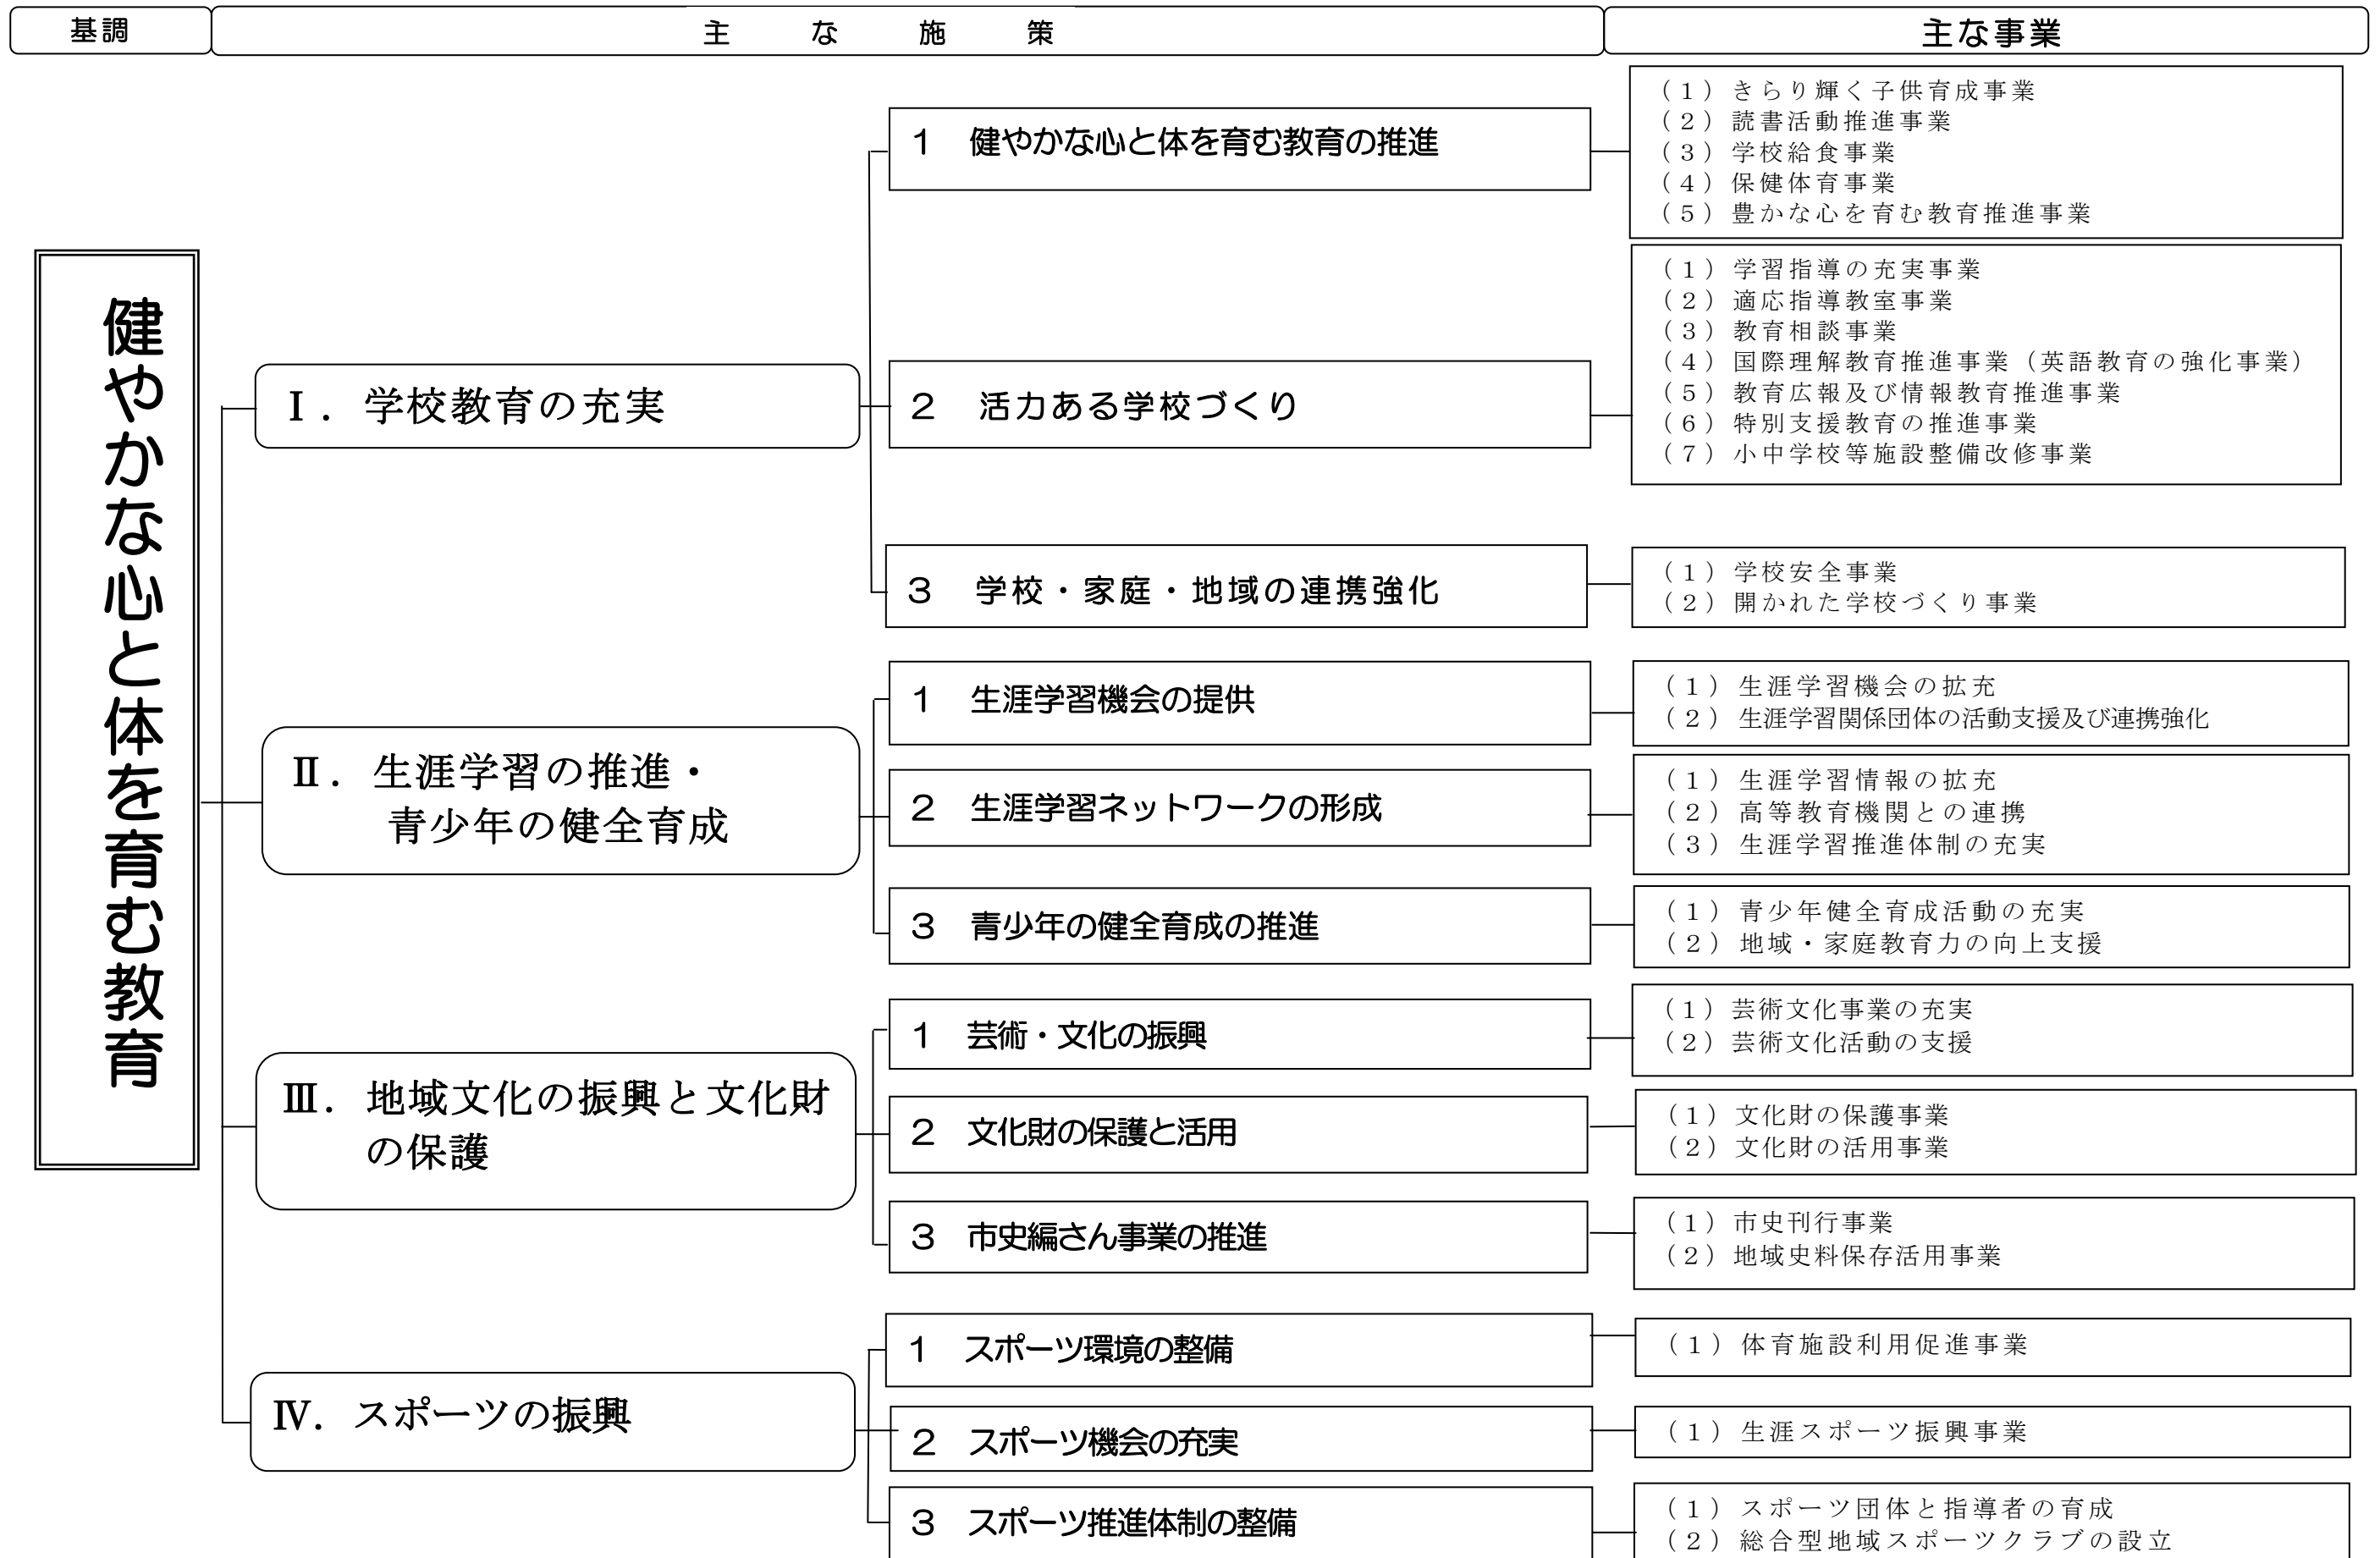 基調
主な施策
主な事業
健やかな心と体を育む教育
Ⅰ．学校教育の充実
１　健やかな心と体を育む教育の推進
（１）きらり輝く子供育成事業
（２）読書活動推進事業
（３）学校給食事業
（４）保健体育事業
（５）豊かな心を育む教育推進事業
２　活力ある学校づくり
（１）学習指導の充実事業
（２）適応指導教室事業
（３）教育相談事業
（４）国際理解教育推進事業（英語教育の強化事業）
（５）教育広報及び情報教育推進事業
（６）特別支援教育の推進事業
（７）小中学校等施設整備改修事業
３　学校・家庭・地域の連携強化
（１）学校安全事業
（２）開かれた学校づくり事業
Ⅱ．生涯学習の推進・
青少年の健全育成
１　生涯学習機会の提供
（１）生涯学習機会の拡充
（２）生涯学習関係団体の活動支援及び連携強化
２　生涯学習ネットワークの形成
（１）生涯学習情報の拡充
（２）高等教育機関との連携
（３）生涯学習推進体制の充実
３　青少年の健全育成の推進
（１）青少年健全育成活動の充実
（２）地域・家庭教育力の向上支援
Ⅲ．地域文化の振興と文化財
の保護
１　芸術・文化の振興
（１）芸術文化事業の充実
（２）芸術文化活動の支援
２　文化財の保護と活用
（１）文化財の保護事業
（２）文化財の活用事業
３　市史編さん事業の推進
（１）市史刊行事業
（２）地域史料保存活用事業
Ⅳ．スポーツの振興
１　スポーツ環境の整備
（１）体育施設利用促進事業
２　スポーツ機会の充実
（１）生涯スポーツ振興事業
３　スポーツ推進体制の整備
（１）スポーツ団体と指導者の育成
（２）総合型地域スポーツクラブの設立